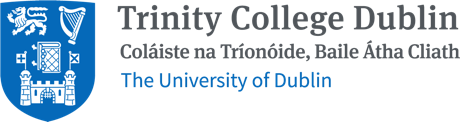 Trinity College Dublin
Coláiste na Tríonóide, Baile Átha Cliath
The University of Dublin